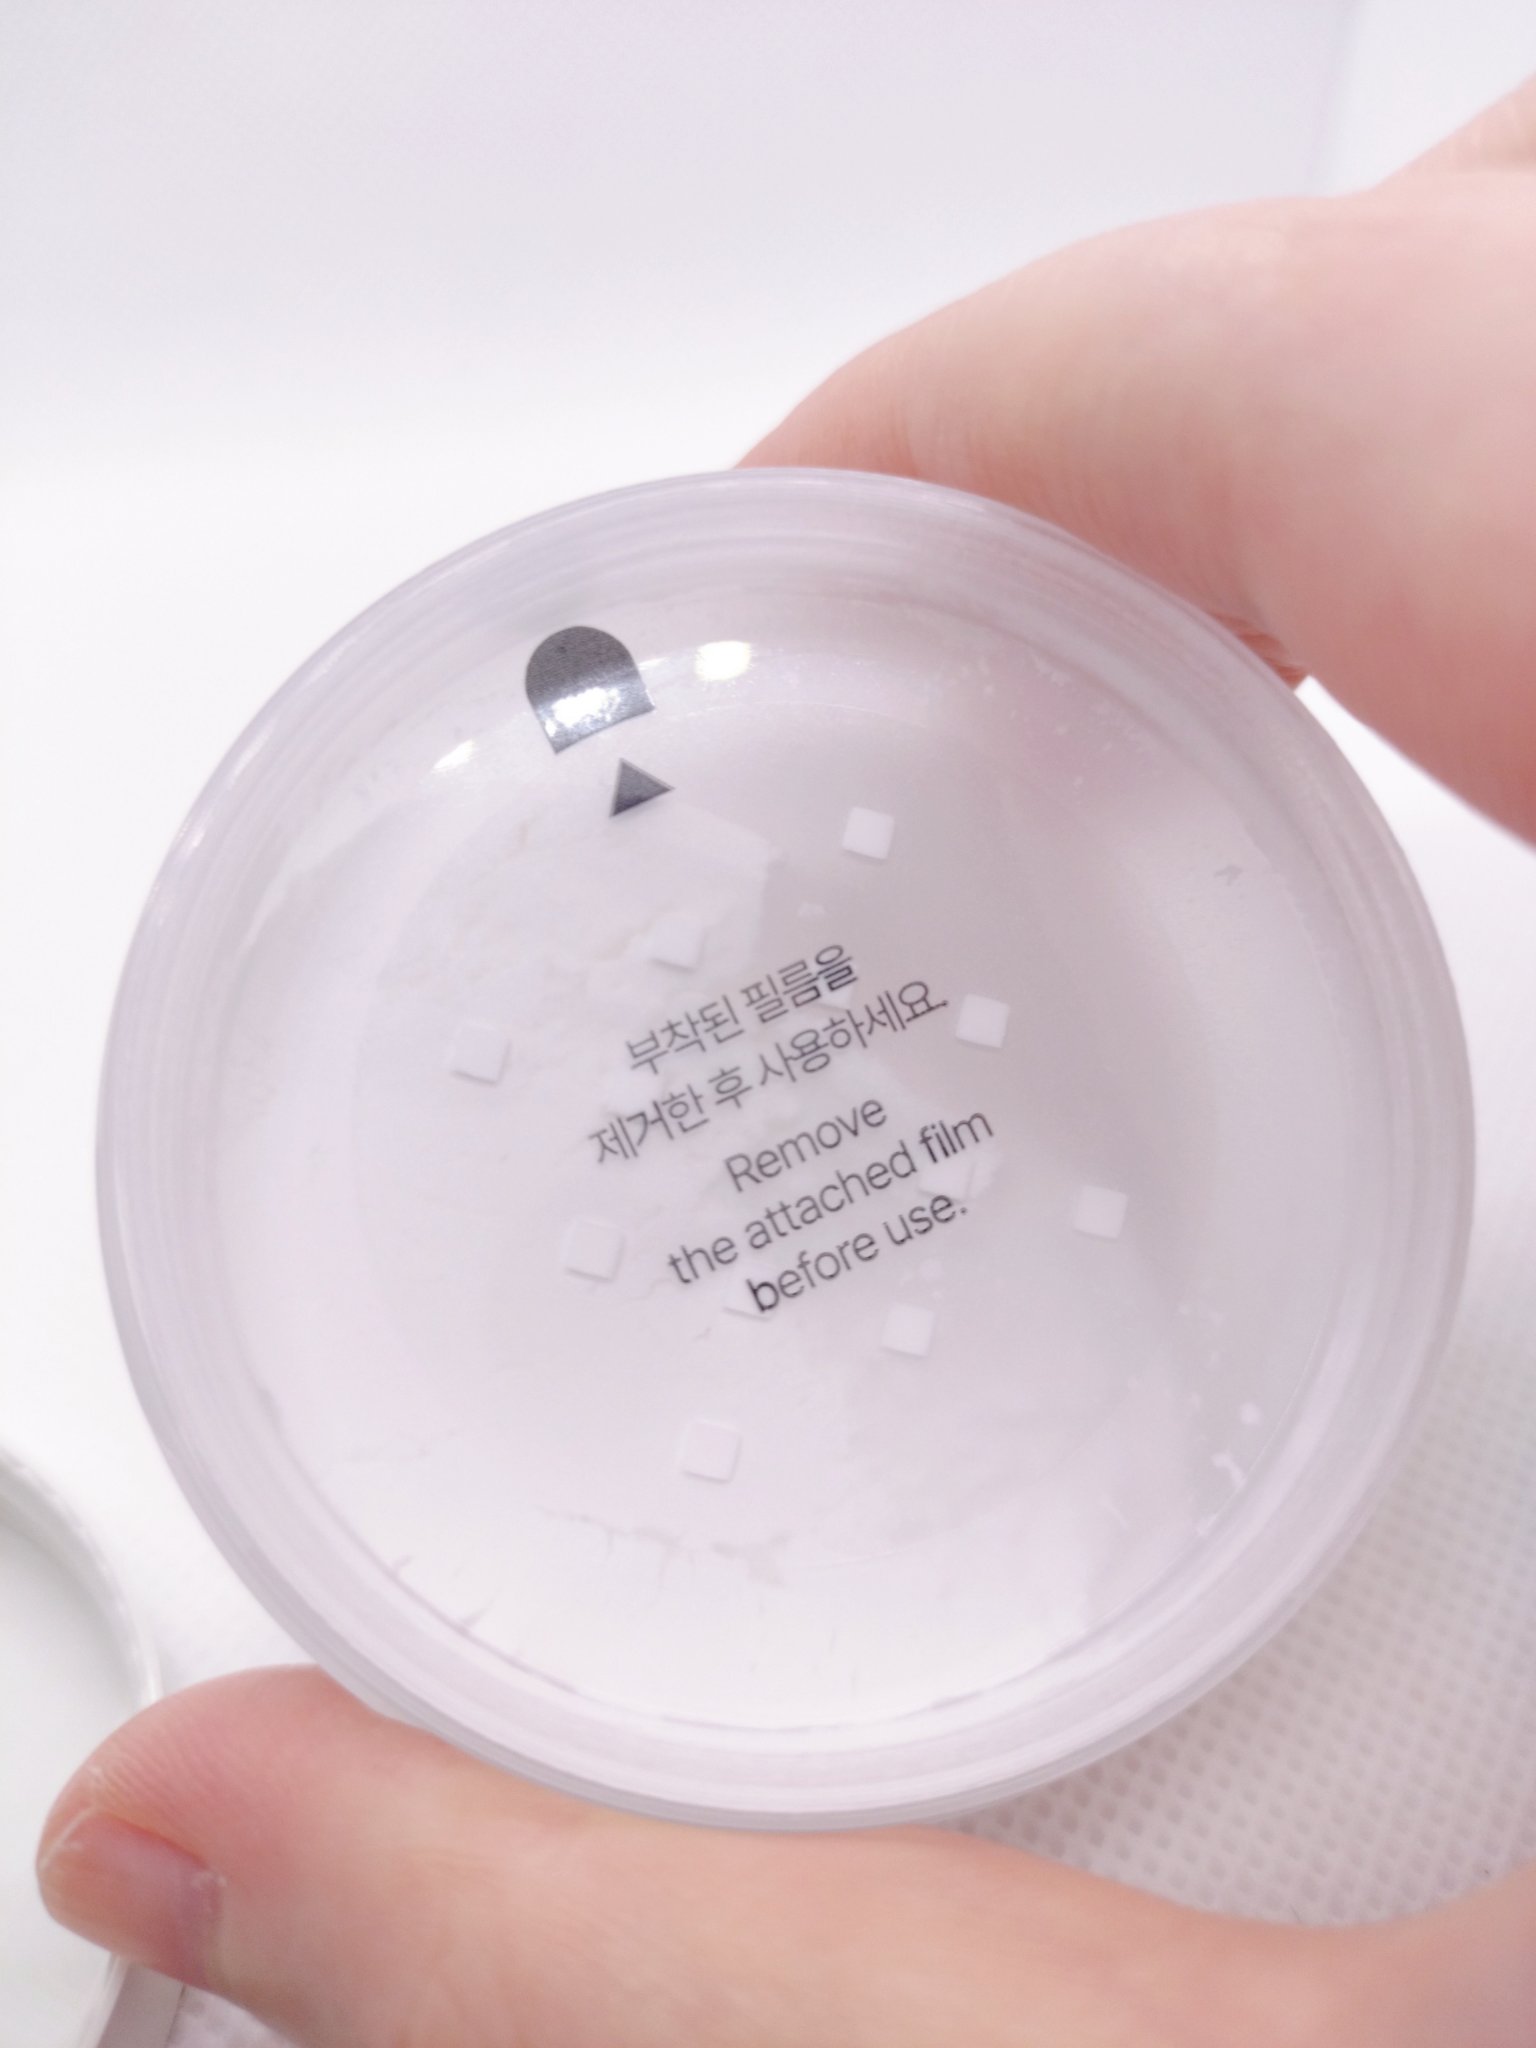 부착된 필름을
제거한 후 사용하세요.
Remove
the attached film
before use.